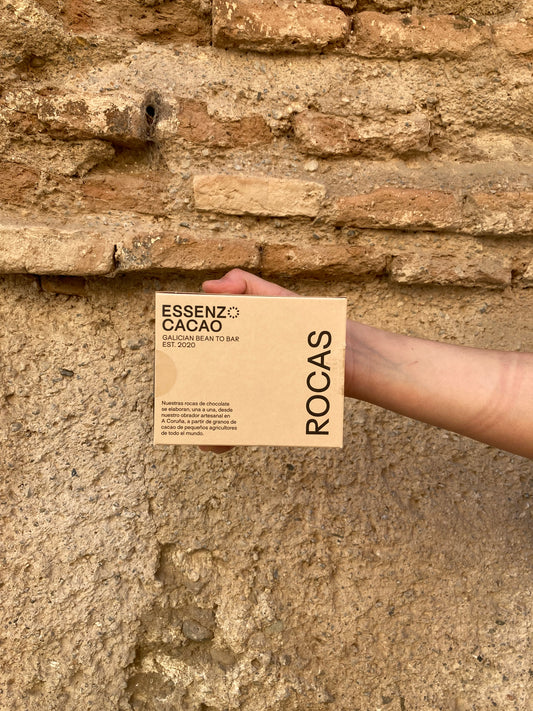 ESSENZO
CACAO
GALICIAN BEAN TO BAR
EST. 2020
ROCAS
Nuestras rocas de chocolate
se elaboran, una a una, desde
nuestro obrador artesanal en
A Coruña, a partir de granos de
cacao de pequeños agricultores
de todo el mundo.